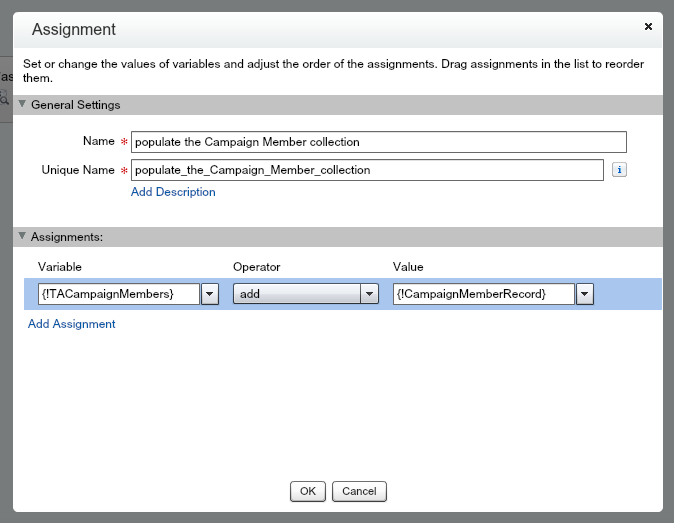 Assignment
Set or change the values of variables and adjust the order of the assignments. Drag assignments in the list to reorder
them.
as
General Settings
Name * populate the Campaign Member collection
Unique Name * populate_the_Campaign_Member_collection
i
Add Description
Assignments:
Variable Operator Value
{!TACampaignMembers} add {!CampaignMemberRecord}
Add Assignment
OK Cancel